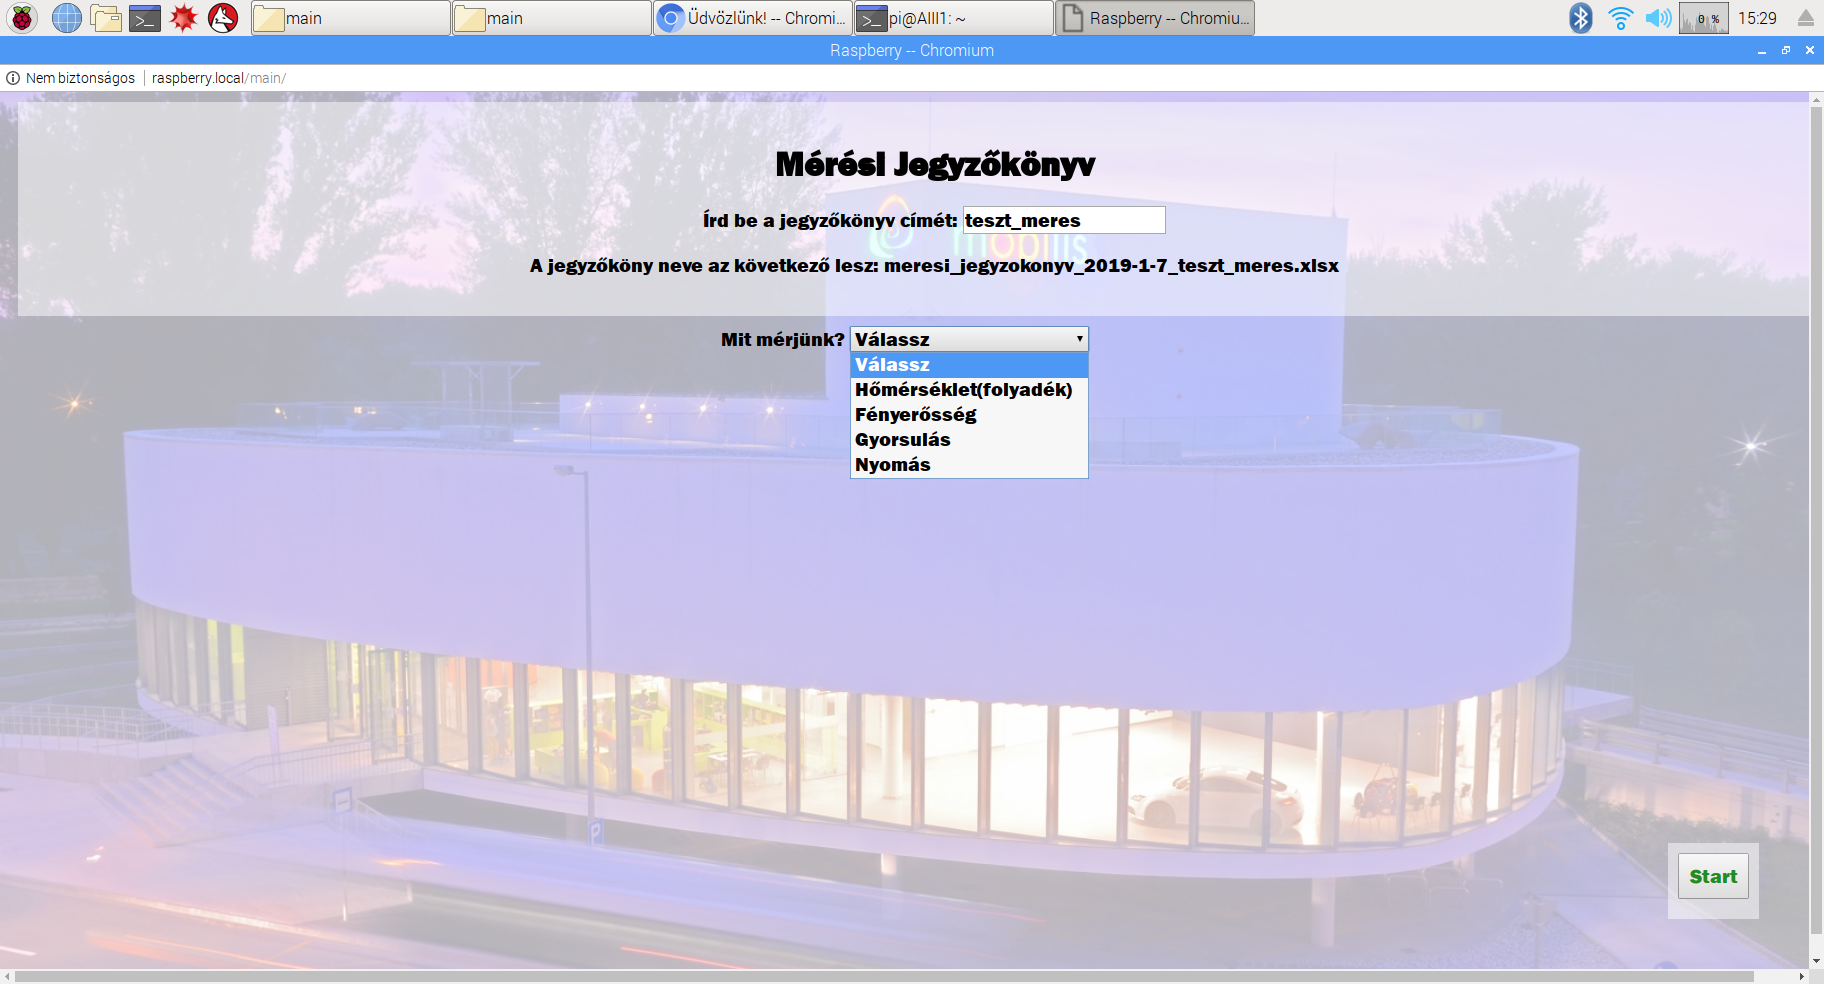 main
main
Üdvözlünk! -- Chromi...
pi@AIII1: ~
Raspberry -- Chromiu...
0 %
15:29
Raspberry -- Chromium
Nem biztonságos
raspberry.local/main/
Mérési Jegyzőkönyv
Írd be a jegyzőkönyv címét: teszt_meres
mobilis
A jegyzőköny neve az következő lesz: meresi_jegyzokonyv_2019-1-7_teszt_meres.xlsx
Mit mérjünk? Válassz
Válassz
Hőmérséklet(folyadék)
Fényerősség
Gyorsulás
Nyomás
P
Start